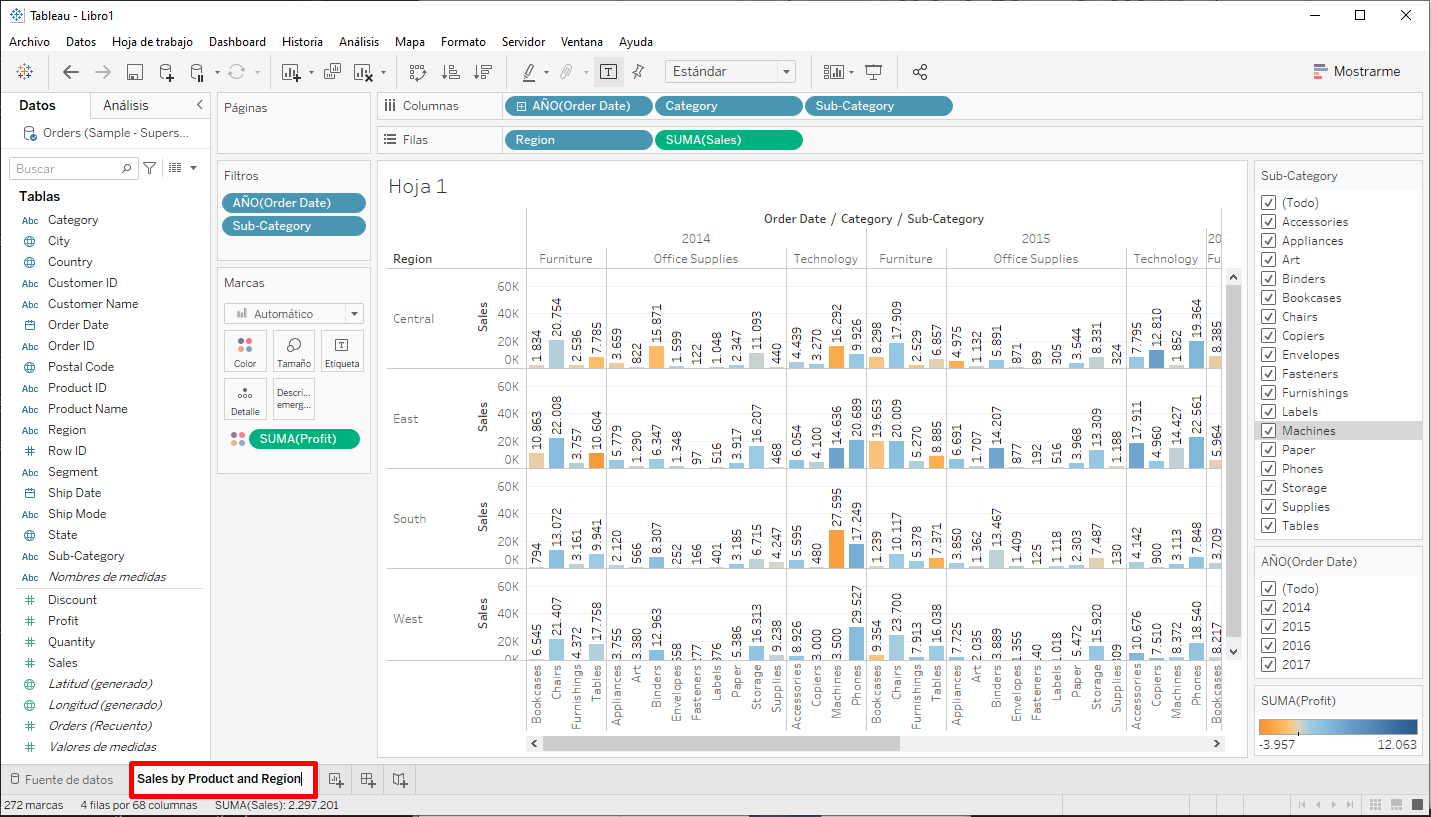 Tableau - Libro1
Archivo Datos Hoja de trabajo Dashboard Historia Análisis Mapa Formato Servidor Ventana Ayuda
Estándar
Mostrarme
Datos Análisis
Orders (Sample - Supers...
Buscar
Tablas
Abc Category
City
Country
Abc Customer ID
Abc Customer Name
Order Date
Abc Order ID
Postal Code
Abc Product ID
Abc Product Name
Abc Region
Row ID
Abc Segment
Ship Date
Abc Ship Mode
State
Abc Sub-Category
Abc Nombres de medidas
Discount
Profit
Quantity
Sales
Latitud (generado)
Longitud (generado)
Orders (Recuento)
Valores de medidas
Páginas
Filtros
AÑO(Order Date)
Sub-Category
Marcas
Automático
Color Tamaño Etiqueta
Detalle Descri... emerg...
SUMA(Profit)
Columnas AÑO(Order Date) Category Sub-Category
Filas Region SUMA(Sales)
Hoja 1
Order Date / Category / Sub-Category
2014 2015 20
Region Furniture Office Supplies Technology Furniture Office Supplies Technology Fu
Central
Sales
60K
40K
20K
0K
1.834 20.754 2.536 7.785 3.659 822 15.871 1.599 122 1.048 2.347 11.093 440 4.439 3.270 16.292 9.926 8.298 17.909 2.529 6.857 4.975 1.132 5.891 871 89 305 3.544 8.331 324 7.795 12.810 1.852 19.364 8.385
East
Sales
60K
40K
20K
0K
10.863 22.008 3.757 10.604 5.779 1.290 6.347 1.348 97 516 3.917 16.207 468 6.054 4.100 14.636 20.689 19.653 20.009 5.270 8.885 6.691 1.707 14.207 877 192 516 3.968 13.309 1.188 17.911 4.960 14.427 22.561 5.964
South
Sales
60K
40K
20K
0K
794 13.072 3.161 9.941 2.120 566 8.307 252 166 401 3.185 6.715 4.247 5.595 480 27.595 17.249 1.239 10.117 5.378 7.371 3.850 1.362 13.467 1.409 125 1.118 2.303 7.487 130 4.142 900 3.113 7.848 3.709
West
Sales
60K
40K
20K
0K
6.545 21.407 4.372 17.758 3.755 3.380 12.963 5.386 16.313 9.238 8.926 3.000 3.500 29.527 9.354 23.700 7.913 16.038 7.725 2.035 3.889 1.355 1.018 5.472 15.920 10.676 7.510 8.372 18.540 8.217
Bookcases Chairs Furnishings Tables Appliances Art Binders Envelopes Fasteners Labels Paper Storage Supplies Accessories Copiers Machines Phones Bookcases Chairs Furnishings Tables Appliances Art Binders Envelopes Fasteners Labels Paper Storage Supplies Accessories Copiers Machines Phones Bookcases
Sub-Category
(Todo)
Accessories
Appliances
Art
Binders
Bookcases
Chairs
Copiers
Envelopes
Fasteners
Furnishings
Labels
Machines
Paper
Phones
Storage
Supplies
Tables
AÑO(Order Date)
(Todo)
2014
2015
2016
2017
SUMA(Profit)
-3.957 12.063
Fuente de datos Sales by Product and Region
272 marcas 4 filas por 68 columnas SUMA(Sales): 2.297.201